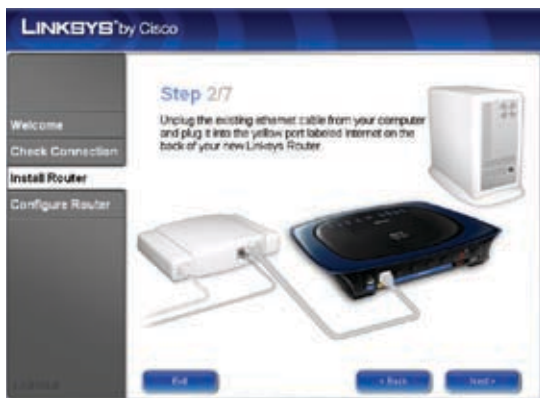 LINKSYS by Cisco
Step 2/7
Unplug the existing ethernet cable from your computer
and plug it into the yellow port labeled Internet on the
back of your new Linksys Router.
Welcome
Check Connection
Install Router
Configure Router
Exit
< Back
Next >